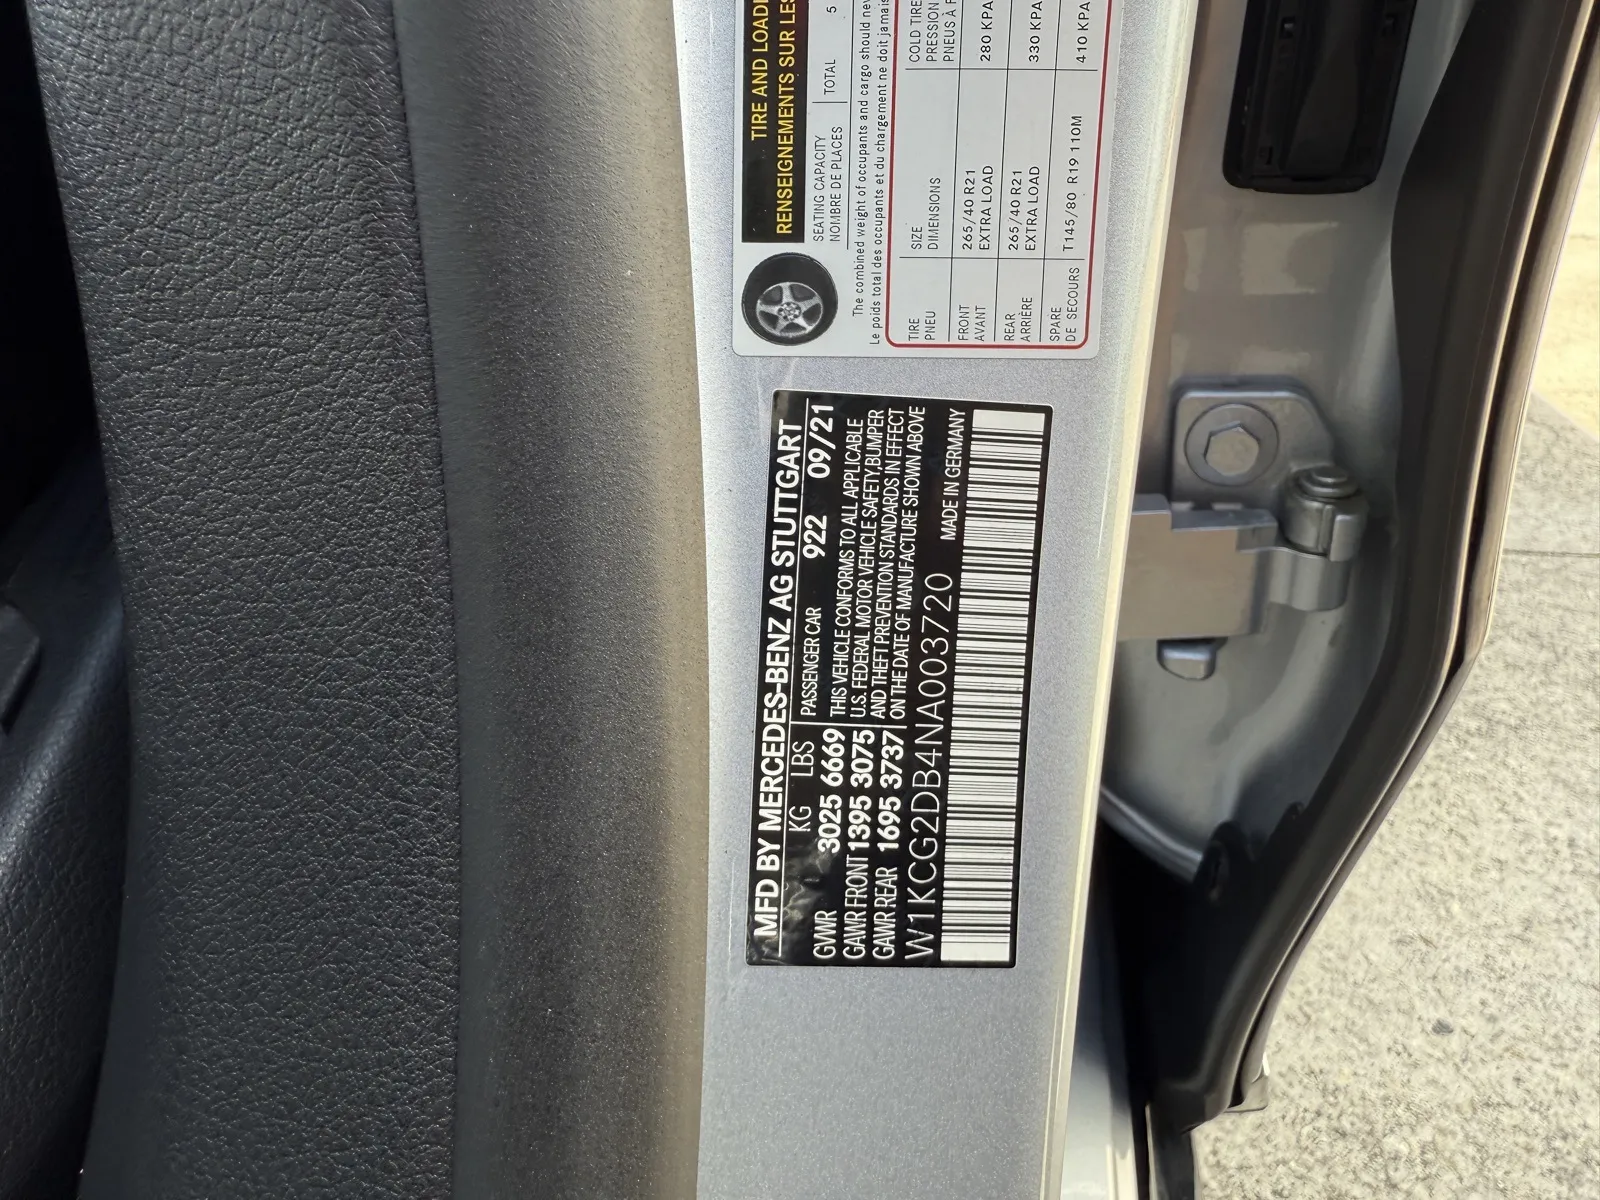 TIRE AND LOADI
RENSEIGNEMENTS SUR LES
SEATING CAPACITY
NOMBRE DE PLACES
TOTAL 5
The combined weight of occupants and cargo should nev
Le poids total des occupants et du chargement ne doit jamais
TIRE SIZE COLD TIRE
PNEU DIMENSIONS PRESSION
PNEUS À F
FRONT 265/40 R21 280 KPA
AVANT EXTRA LOAD
REAR 265/40 R21 330 KPA
ARRIÈRE EXTRA LOAD
SPARE T145/80 R19 110M 410 KPA
DE SECOURS
MFD BY MERCEDES-BENZ AG STUTTGART
KG LBS PASSENGER CAR 922 09/21
GVWR 3025 6669 THIS VEHICLE CONFORMS TO ALL APPLICABLE
GAWR FRONT 1395 3075 U.S. FEDERAL MOTOR VEHICLE SAFETY,BUMPER
GAWR REAR 1695 3737 AND THEFT PREVENTION STANDARDS IN EFFECT
ON THE DATE OF MANUFACTURE SHOWN ABOVE
W1KCG2DB4NA003720 MADE IN GERMANY